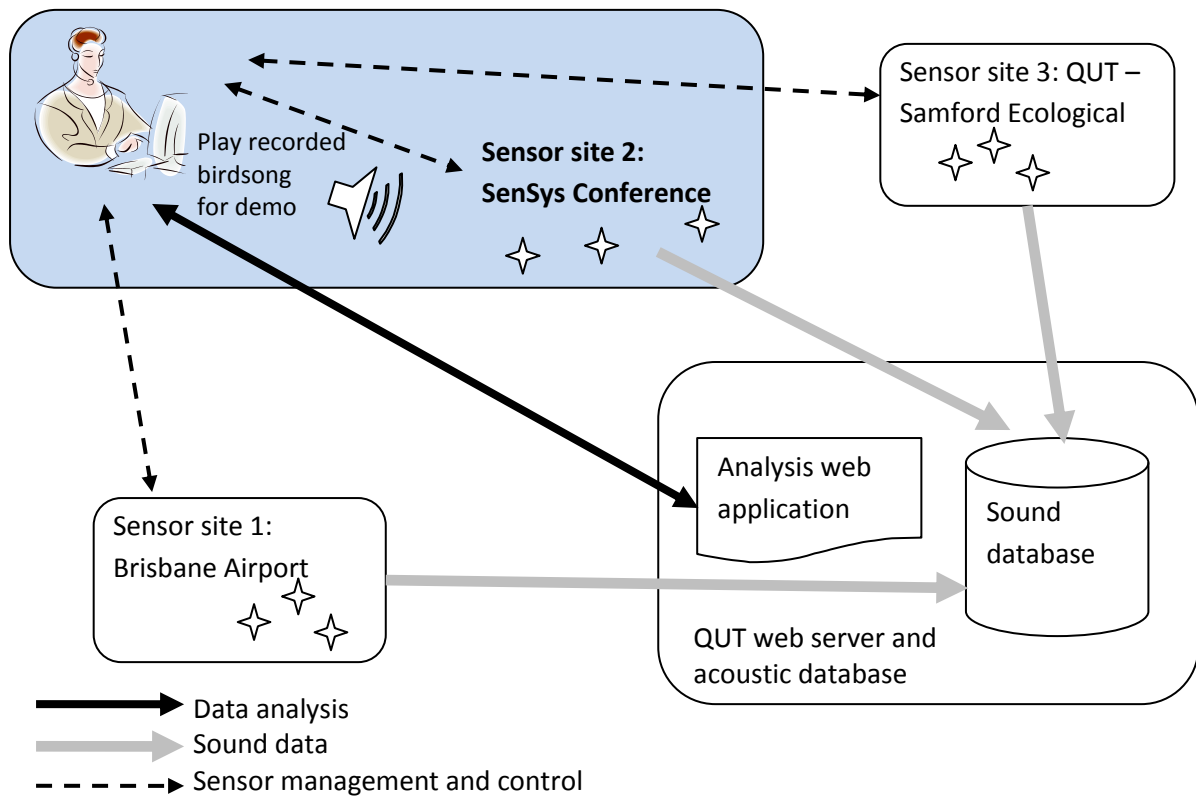 Play recorded
birdsong
for demo
Sensor site 2:
SenSys Conference
Sensor site 3: QUT –
Samford Ecological
Sensor site 1:
Brisbane Airport
Analysis web
application
Sound
database
QUT web server and
acoustic database
Data analysis
Sound data
Sensor management and control